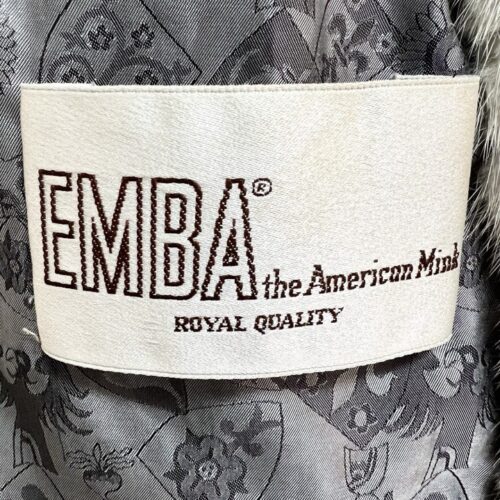 EMBA® the American Mink
ROYAL QUALITY